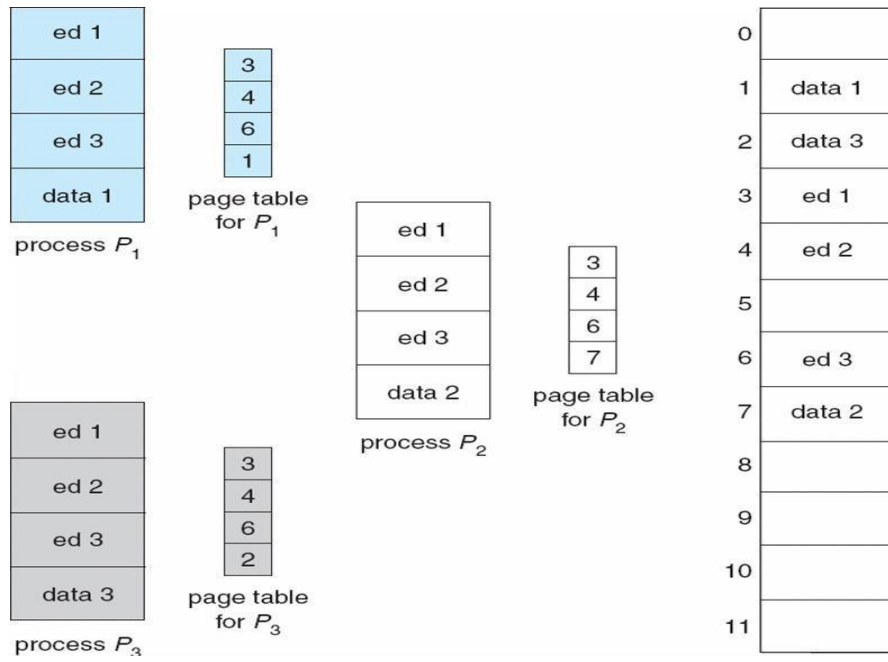 ed 1
ed 2
ed 3
data 1
process P1
3
4
6
1
page table
for P1
ed 1
ed 2
ed 3
data 2
process P2
3
4
6
7
page table
for P2
ed 1
ed 2
ed 3
data 3
process P3
3
4
6
2
page table
for P3
0
1 data 1
2 data 3
3 ed 1
4 ed 2
5
6 ed 3
7 data 2
8
9
10
11